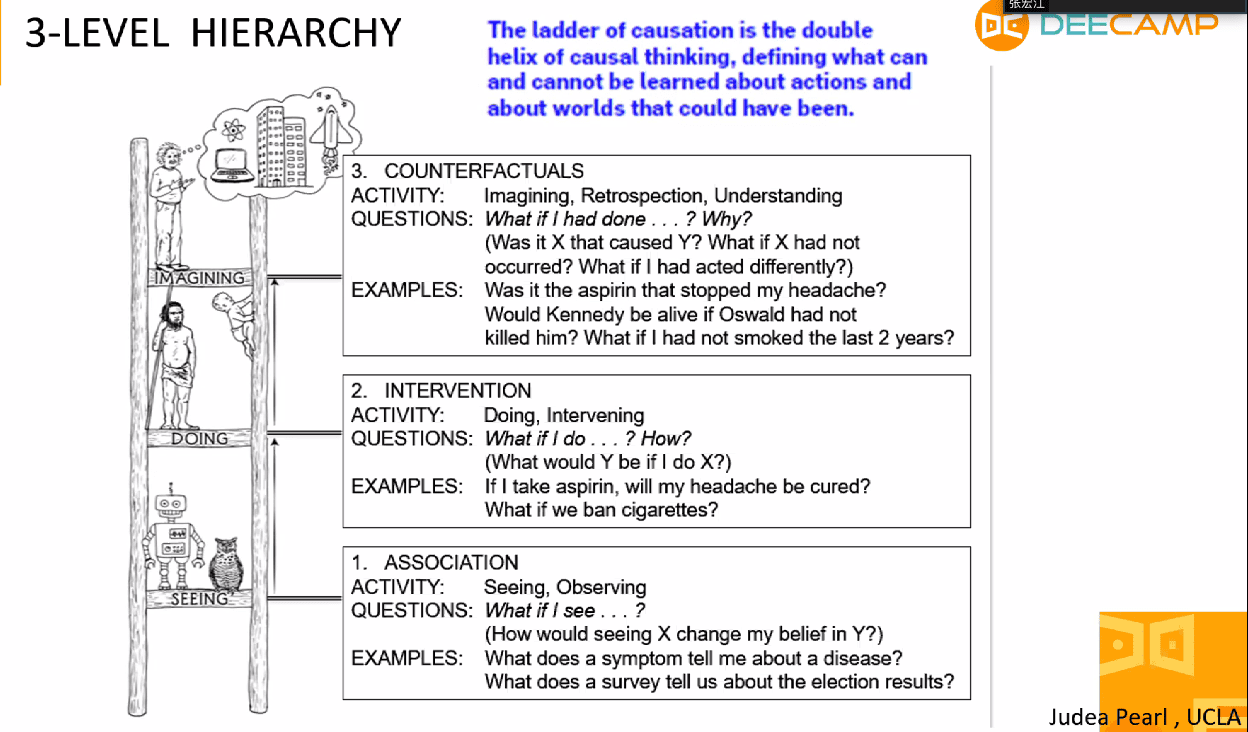 张宏江
3-LEVEL HIERARCHY
DEECAMP
The ladder of causation is the double
helix of causal thinking, defining what can
and cannot be learned about actions and
about worlds that could have been.
3. COUNTERFACTUALS
ACTIVITY: Imagining, Retrospection, Understanding
QUESTIONS: What if I had done . . . ? Why?
(Was it X that caused Y? What if X had not
occurred? What if I had acted differently?)
EXAMPLES: Was it the aspirin that stopped my headache?
Would Kennedy be alive if Oswald had not
killed him? What if I had not smoked the last 2 years?
IMAGINING
2. INTERVENTION
ACTIVITY: Doing, Intervening
QUESTIONS: What if I do . . . ? How?
(What would Y be if I do X?)
EXAMPLES: If I take aspirin, will my headache be cured?
What if we ban cigarettes?
DOING
1. ASSOCIATION
ACTIVITY: Seeing, Observing
QUESTIONS: What if I see . . . ?
(How would seeing X change my belief in Y?)
EXAMPLES: What does a symptom tell me about a disease?
What does a survey tell us about the election results?
SEEING
Judea Pearl , UCLA